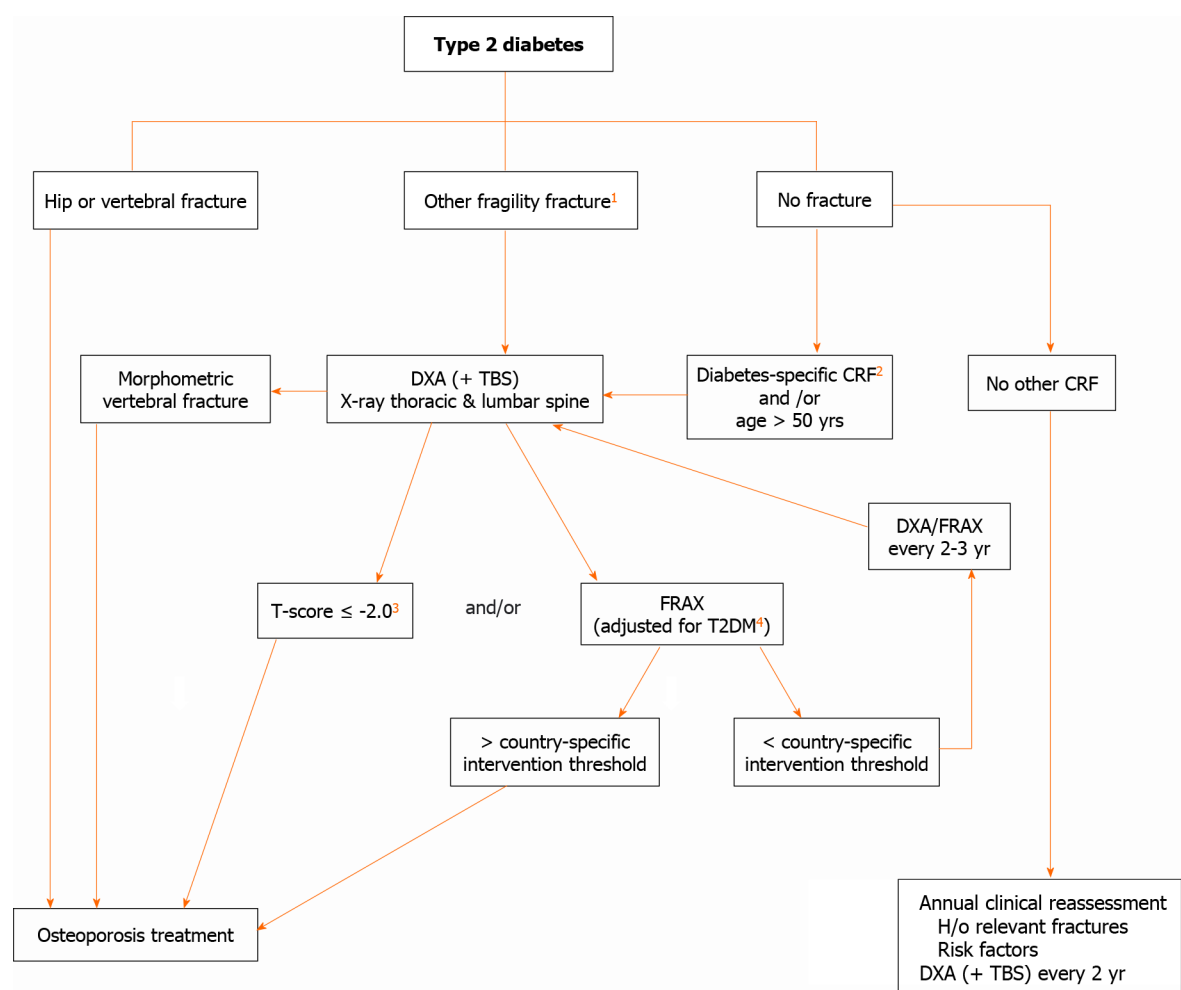 Type 2 diabetes
Hip or vertebral fracture
Other fragility fracture1
No fracture
Morphometric
vertebral fracture
DXA (+ TBS)
X-ray thoracic & lumbar spine
Diabetes-specific CRF2
and /or
age > 50 yrs
No other CRF
DXA/FRAX
every 2-3 yr
T-score ≤ -2.03
and/or
FRAX
(adjusted for T2DM4)
> country-specific
intervention threshold
< country-specific
intervention threshold
Osteoporosis treatment
Annual clinical reassessment
H/o relevant fractures
Risk factors
DXA (+ TBS) every 2 yr